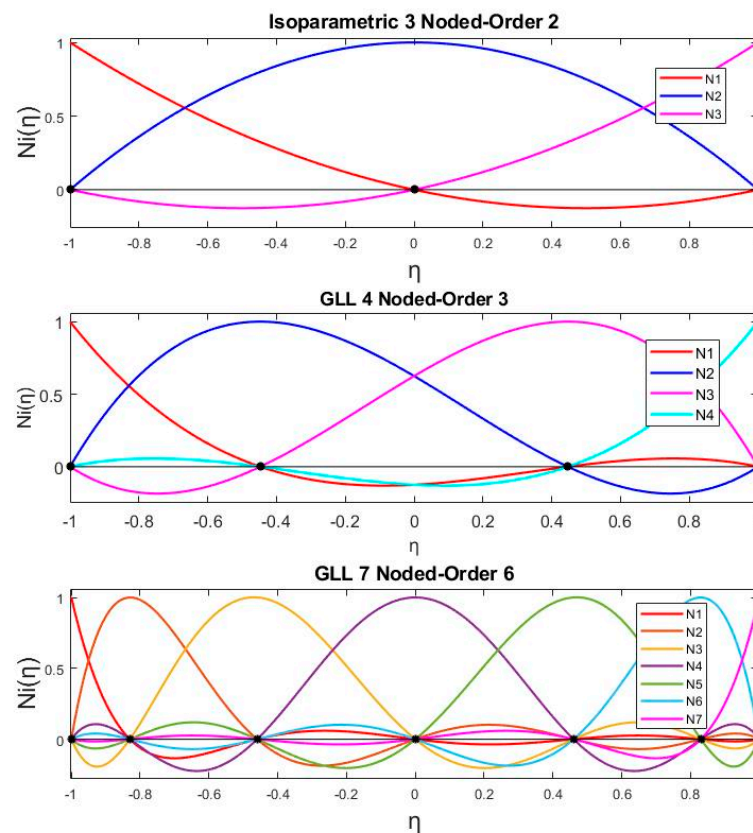 Isoparametric 3 Noded-Order 2
Ni(η)
1
0.5
0
N1
N2
N3
-1 -0.8 -0.6 -0.4 -0.2 0 0.2 0.4 0.6 0.8
η
GLL 4 Noded-Order 3
Ni(η)
1
0.5
0
N1
N2
N3
N4
-1 -0.8 -0.6 -0.4 -0.2 0 0.2 0.4 0.6 0.8
η
GLL 7 Noded-Order 6
Ni(η)
1
0.5
0
N1
N2
N3
N4
N5
N6
N7
-1 -0.8 -0.6 -0.4 -0.2 0 0.2 0.4 0.6 0.8
η